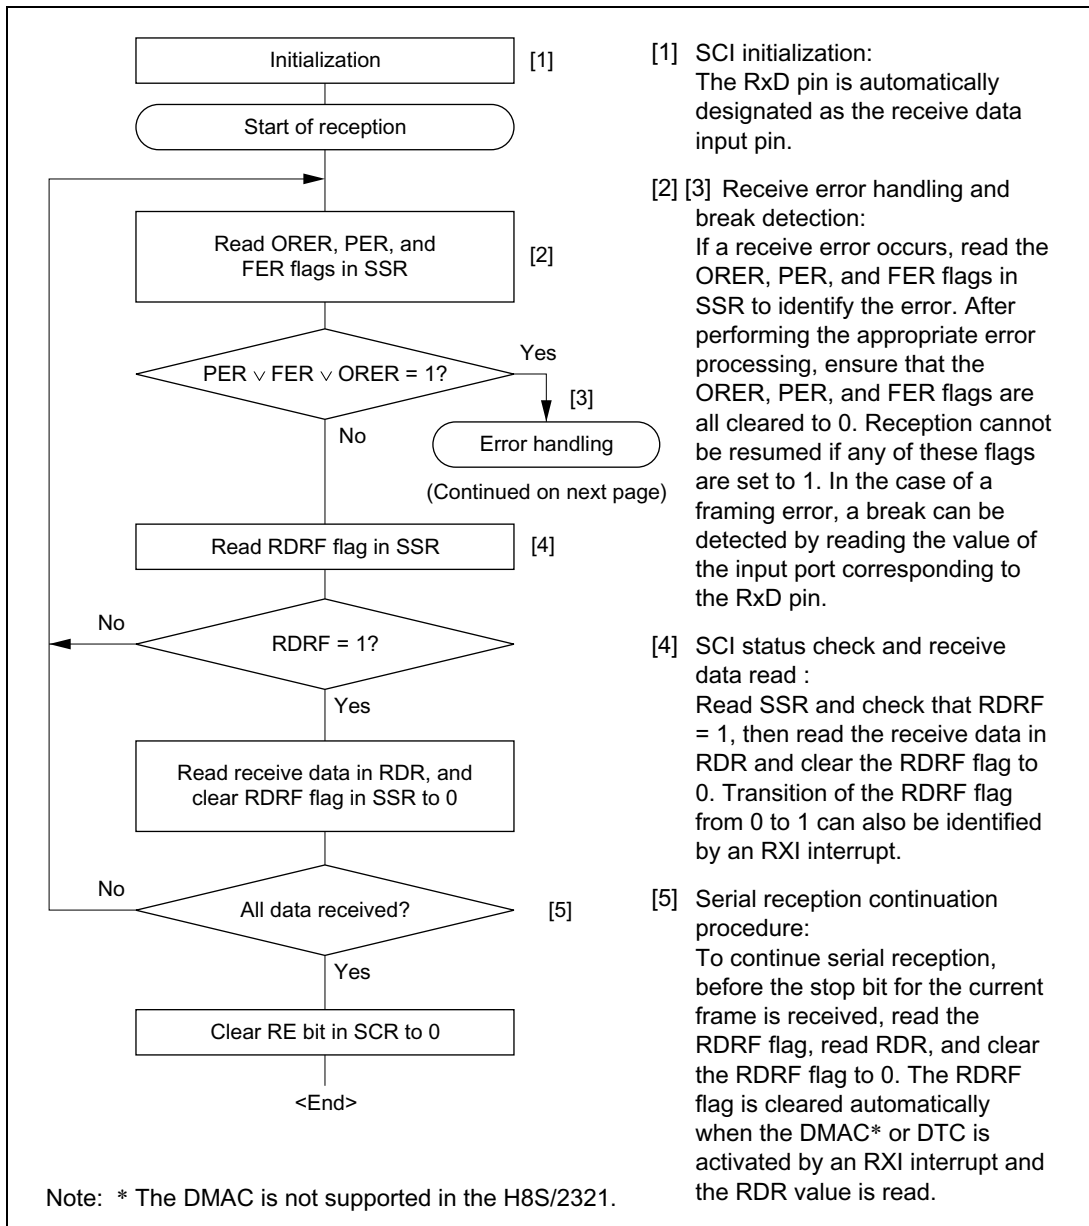 Initialization
[1]
Start of reception
Read ORER, PER, and
FER flags in SSR
[2]
PER ∨ FER ∨ ORER = 1?
Yes
[3]
No
Error handling
(Continued on next page)
Read RDRF flag in SSR
[4]
No
RDRF = 1?
Yes
Read receive data in RDR, and
clear RDRF flag in SSR to 0
No
All data received?
[5]
Yes
Clear RE bit in SCR to 0
<End>
[1] SCI initialization:
The RxD pin is automatically
designated as the receive data
input pin.
[2] [3] Receive error handling and
break detection:
If a receive error occurs, read the
ORER, PER, and FER flags in
SSR to identify the error. After
performing the appropriate error
processing, ensure that the
ORER, PER, and FER flags are
all cleared to 0. Reception cannot
be resumed if any of these flags
are set to 1. In the case of a
framing error, a break can be
detected by reading the value of
the input port corresponding to
the RxD pin.
[4] SCI status check and receive
data read :
Read SSR and check that RDRF
= 1, then read the receive data in
RDR and clear the RDRF flag to
0. Transition of the RDRF flag
from 0 to 1 can also be identified
by an RXI interrupt.
[5] Serial reception continuation
procedure:
To continue serial reception,
before the stop bit for the current
frame is received, read the
RDRF flag, read RDR, and clear
the RDRF flag to 0. The RDRF
flag is cleared automatically
when the DMAC* or DTC is
activated by an RXI interrupt and
the RDR value is read.
Note: * The DMAC is not supported in the H8S/2321.